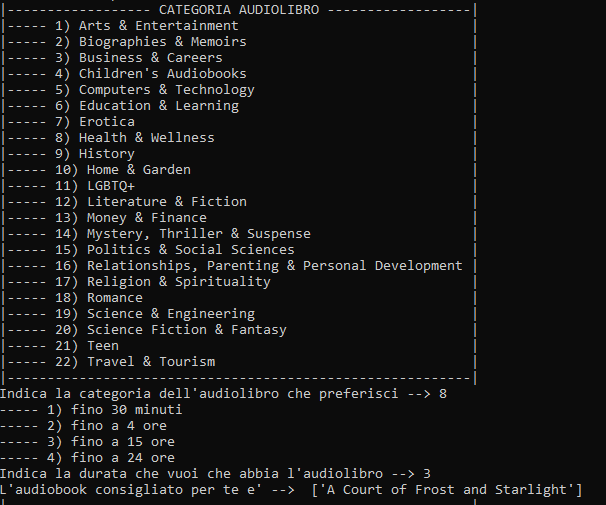 |------------------ CATEGORIA AUDIOLIBRO ------------------|
|----- 1) Arts & Entertainment |
|----- 2) Biographies & Memoirs |
|----- 3) Business & Careers |
|----- 4) Children's Audiobooks |
|----- 5) Computers & Technology |
|----- 6) Education & Learning |
|----- 7) Erotica |
|----- 8) Health & Wellness |
|----- 9) History |
|----- 10) Home & Garden |
|----- 11) LGBTQ+ |
|----- 12) Literature & Fiction |
|----- 13) Money & Finance |
|----- 14) Mystery, Thriller & Suspense |
|----- 15) Politics & Social Sciences |
|----- 16) Relationships, Parenting & Personal Development |
|----- 17) Religion & Spirituality |
|----- 18) Romance |
|----- 19) Science & Engineering |
|----- 20) Science Fiction & Fantasy |
|----- 21) Teen |
|----- 22) Travel & Tourism |
|----------------------------------------------------------|
Indica la categoria dell'audiolibro che preferisci --> 8
----- 1) fino 30 minuti
----- 2) fino a 4 ore
----- 3) fino a 15 ore
----- 4) fino a 24 ore
Indica la durata che vuoi che abbia l'audiolibro --> 3
L'audiobook consigliato per te e' -->  ['A Court of Frost and Starlight']